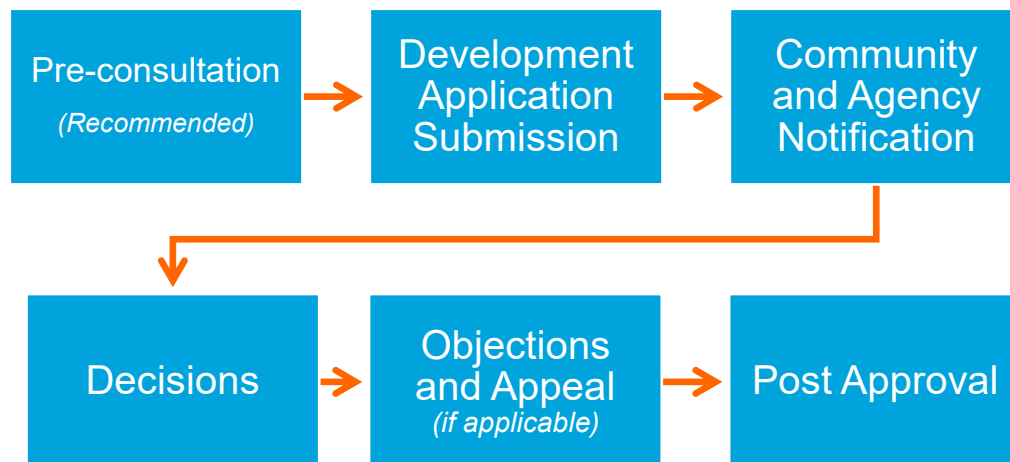 Pre-consultation
(Recommended)
Development
Application
Submission
Community
and Agency
Notification
Decisions
Objections
and Appeal
(if applicable)
Post Approval